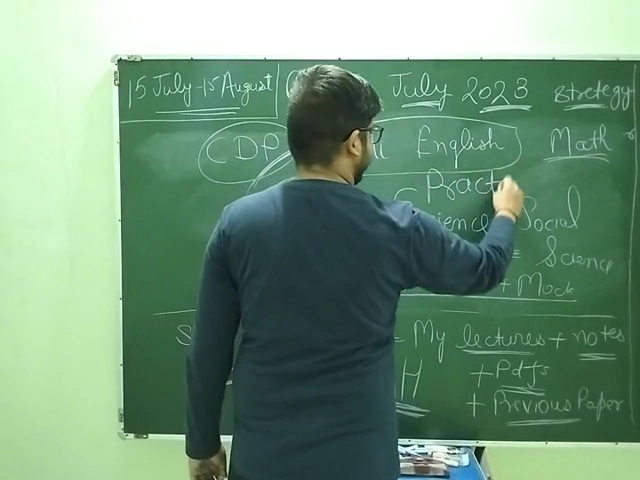 15 July - 15 August July 2023 strategy
CDP English Math
Pract
Social
= Science
+ Mock
= My lectures + notes
H + Pdfs
+ Previous Paper